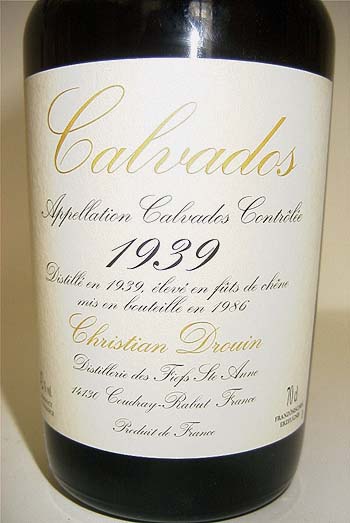 Calvados
Appellation Calvados Contrôlée
1939
Distillé en 1939, élevé en fûts de chêne
mis en bouteille en 1986
Christian Drouin
Distillerie des Fiefs St Anne
14130 Coudray-Rabut France
Produit de France
70 cl